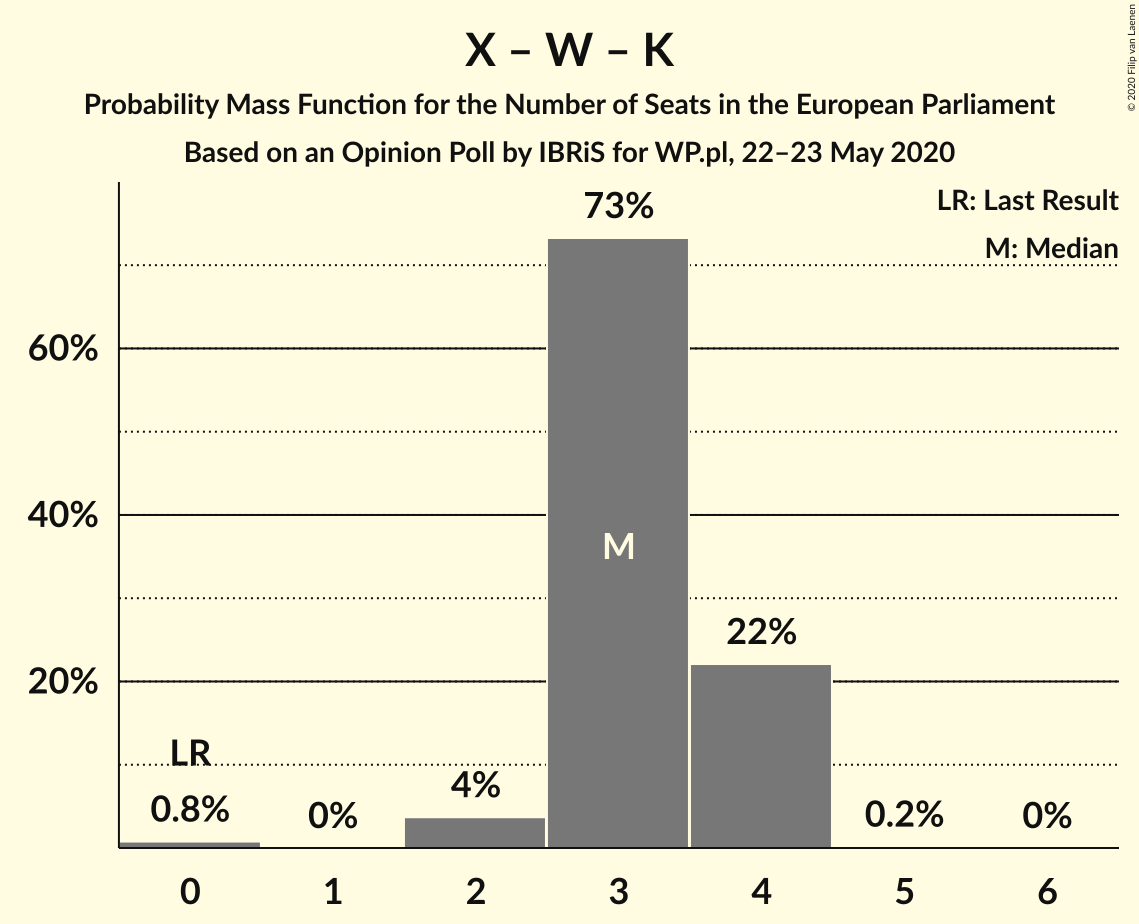 X – W – K
Probability Mass Function for the Number of Seats in the European Parliament
Based on an Opinion Poll by IBRiS for WP.pl, 22–23 May 2020
© 2020 Filip van Laenen
LR: Last Result
M: Median
73%
60%
40%
M
22%
20%
LR
4%
0.8%
0%
0.2%
0%
0 1 2 3 4 5 6